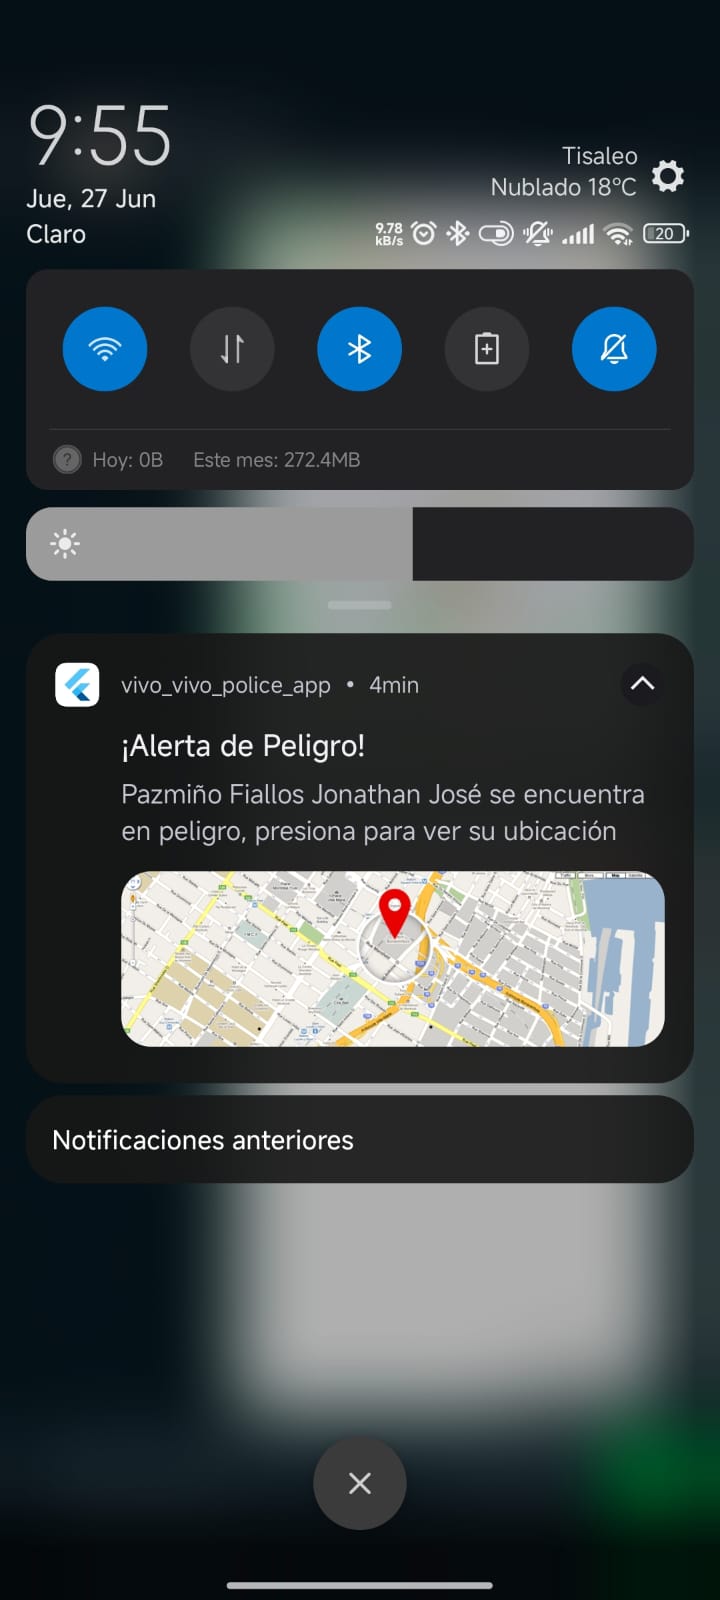 9:55
Tisaleo
Nublado 18°C
Jue, 27 Jun
Claro
9.78
kB/s
20
Hoy: 0B Este mes: 272.4MB
vivo_vivo_police_app • 4min
¡Alerta de Peligro!
Pazmiño Fiallos Jonathan José se encuentra
en peligro, presiona para ver su ubicación
Notificaciones anteriores